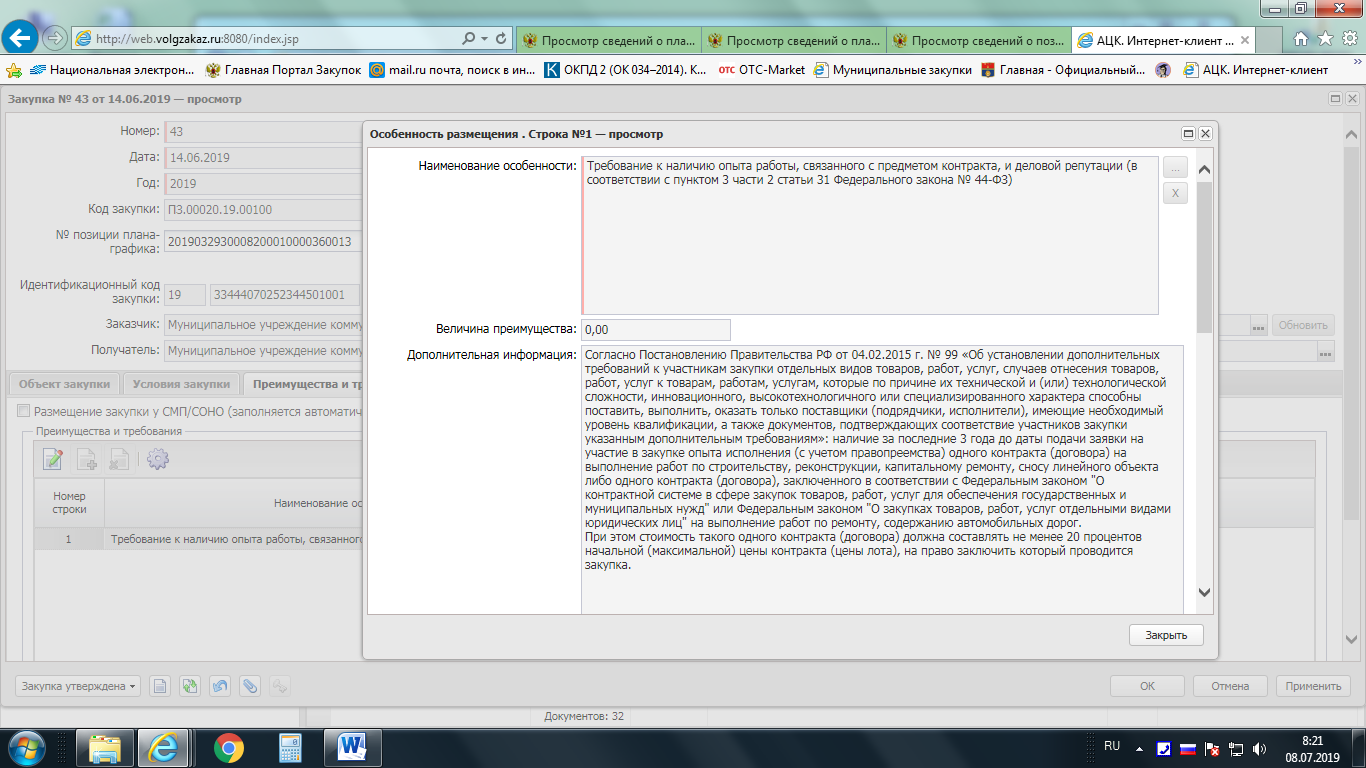 http://web.volgzakaz.ru:8080/index.jsp
Просмотр сведений о пла...
Просмотр сведений о пла...
Просмотр сведений о поз...
АЦК. Интернет-клиент ...
Национальная электрон...
Главная Портал Закупок
mail.ru почта, поиск в ин...
ОКПД 2 (ОК 034–2014). К...
отс OTC-Market
Муниципальные закупки
Главная - Официальный...
АЦК. Интернет-клиент
Закупка № 43 от 14.06.2019 — просмотр
Номер: 43
Дата: 14.06.2019
Год: 2019
Код закупки: П3.00020.19.00100
№ позиции плана-
графика: 2019032930008200010000360013
Идентификационный код
закупки: 19 33444070252344501001
Заказчик: Муниципальное учреждение комму
Обновить
Получатель: Муниципальное учреждение комму
Объект закупки
Условия закупки
Преимущества и тр
Размещение закупки у СМП/СОНО (заполняется автоматич
Преимущества и требования
Номер
строки
Наименование ос
1 Требование к наличию опыта работы, связанного
Особенность размещения . Строка №1 — просмотр
Наименование особенности: Требование к наличию опыта работы, связанного с предметом контракта, и деловой репутации (в
соответствии с пунктом 3 части 2 статьи 31 Федерального закона № 44-ФЗ)
...
X
Величина преимущества: 0,00
Дополнительная информация: Согласно Постановлению Правительства РФ от 04.02.2015 г. № 99 «Об установлении дополнительных
требований к участникам закупки отдельных видов товаров, работ, услуг, случаев отнесения товаров,
работ, услуг к товарам, работам, услугам, которые по причине их технической и (или) технологической
сложности, инновационного, высокотехнологичного или специализированного характера способны
поставить, выполнить, оказать только поставщики (подрядчики, исполнители), имеющие необходимый
уровень квалификации, а также документов, подтверждающих соответствие участников закупки
указанным дополнительным требованиям»: наличие за последние 3 года до даты подачи заявки на
участие в закупке опыта исполнения (с учетом правопреемства) одного контракта (договора) на
выполнение работ по строительству, реконструкции, капитальному ремонту, сносу линейного объекта
либо одного контракта (договора), заключенного в соответствии с Федеральным законом "О
контрактной системе в сфере закупок товаров, работ, услуг для обеспечения государственных и
муниципальных нужд" или Федеральным законом "О закупках товаров, работ, услуг отдельными видами
юридических лиц" на выполнение работ по ремонту, содержанию автомобильных дорог.
При этом стоимость такого одного контракта (договора) должна составлять не менее 20 процентов
начальной (максимальной) цены контракта (цены лота), на право заключить который проводится
закупка.
Закрыть
Закупка утверждена
ОК
Отмена
Применить
Документов: 32
RU
8:21
08.07.2019